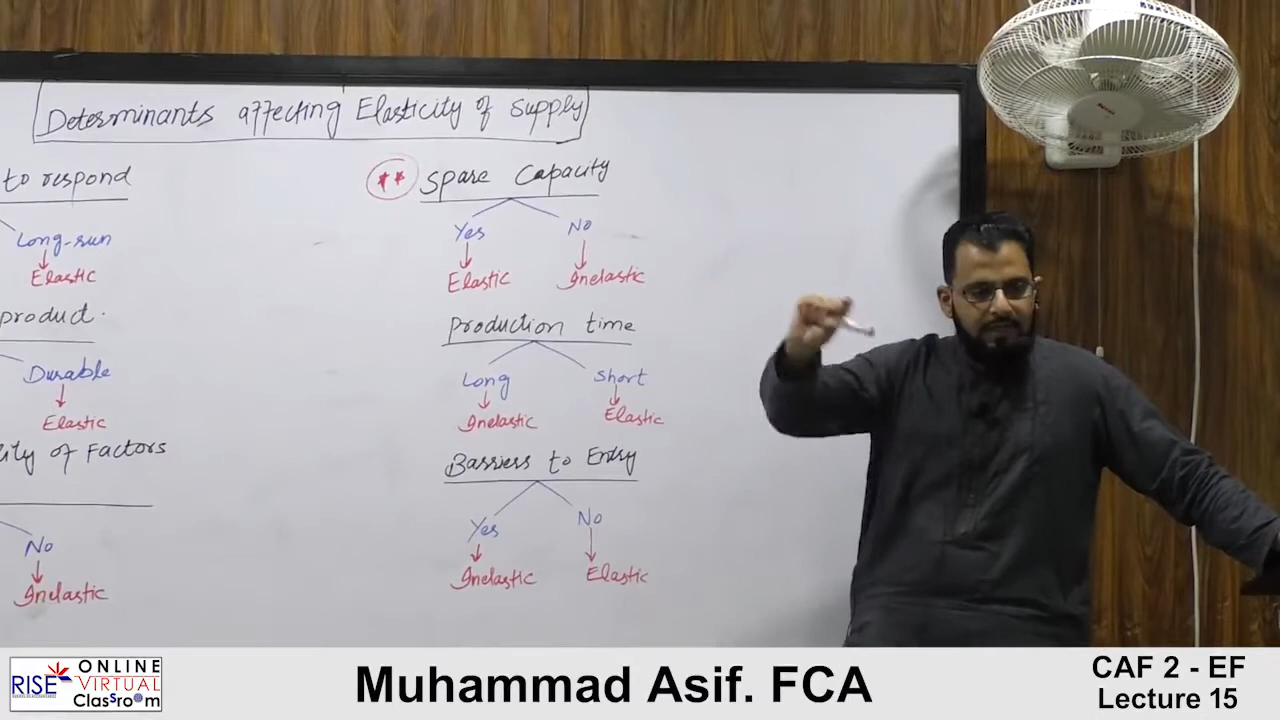 Determinants affecting Elasticity of Supply
to respond
Long-run
Elastic
product.
Durable
Elastic
ity of Factors
No
Inelastic
** Spare Capacity
Yes No
Elastic Inelastic
Production time
Long Short
Inelastic Elastic
Barriers to Entry
Yes No
Inelastic Elastic
RISE ONLINE
VIRTUAL
Classroom
Muhammad Asif. FCA
CAF 2 - EF
Lecture 15